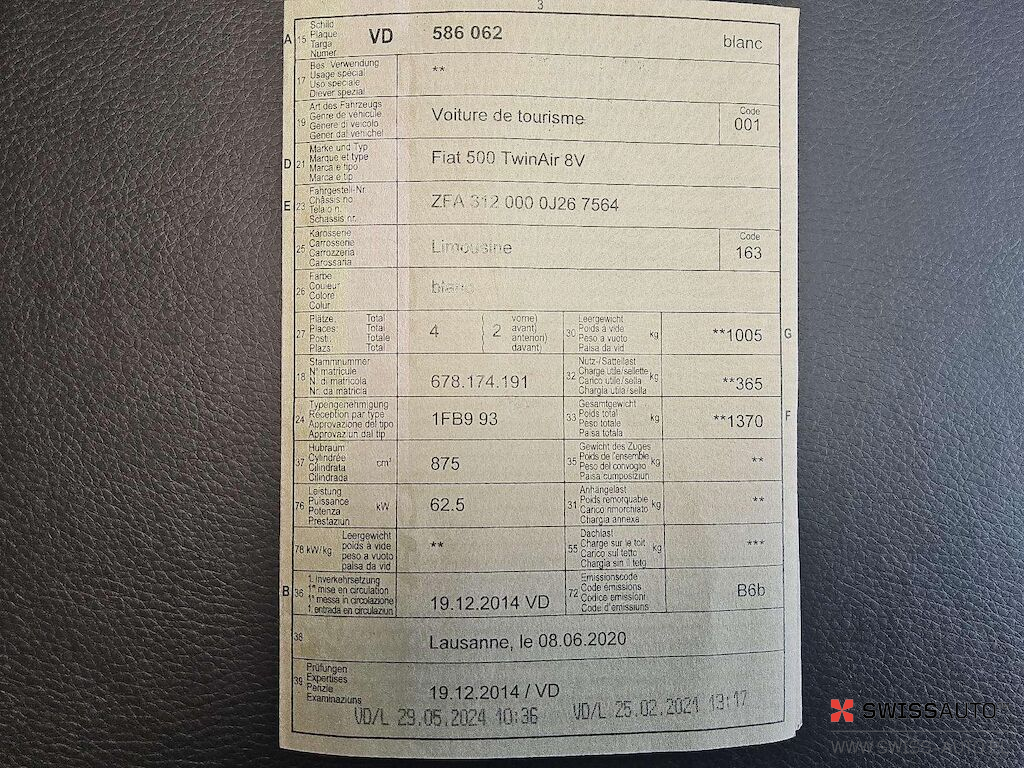 3
A 15 Schild Plaque Targa Numer VD 586 062 blanc
17 Bes. Verwendung Usage spécial Uso speciale Diever spezial **
19 Art des Fahrzeugs Genre de véhicule Genere di veicolo Gener dal vehichel Voiture de tourisme Code 001
D 21 Marke und Typ Marque et type Marca e tipo Marca e tip Fiat 500 TwinAir 8V
E 23 Fahrgestell-Nr. Châssis no Telaio n. Schassis nr. ZFA 312 000 0J26 7564
25 Karosserie Carrosserie Carrozzeria Carossaria Limousine Code 163
26 Farbe Couleur Colore Colur blanc
27 Plätze: Total Places: Total Posti: Totale Plazs: Total 4 ( 2 vorne) avant) anteriori) davant) 30 Leergewicht Poids à vide Peso a vuoto Paisa da vid kg **1005 G
18 Stammnummer N° matricule N. di matricola Nr. da matricla 678.174.191 32 Nutz-/Sattellast Charge utile/sellette Carico utile/sella Chargia utila/sella kg **365
24 Typengenehmigung Réception par type Approvazione del tipo Approvaziun dal tip 1FB9 93 33 Gesamtgewicht Poids total Peso totale Paisa totala kg **1370 F
37 Hubraum Cylindrée Cilindrata Cilindrada cm³ 875 35 Gewicht des Zuges Poids de l'ensemble Peso del convoglio Paisa cumposiziun kg **
76 Leistung Puissance Potenza Prestaziun kW 62.5 31 Anhängelast Poids remorquable Carico rimorchiato Chargia annexa kg **
78 kW/kg Leergewicht poids à vide peso a vuoto paisa da vid ** 55 Dachlast Charge sur le toit Carico sul tetto Chargia sin il tetg kg ***
B 36 1. Inverkehrsetzung 1re mise en circulation 1a messa in circolazione 1. entrada en circulaziun 19.12.2014 VD 72 Emissionscode Code émissions Codice emissioni Code d'emissiuns B6b
38 Lausanne, le 08.06.2020
39 Prüfungen Expertises Perizie Examinaziuns 19.12.2014 / VD
VD/L 29.05.2024 10:36 VD/L 25.02.2021 13:17
SWISSAUTO